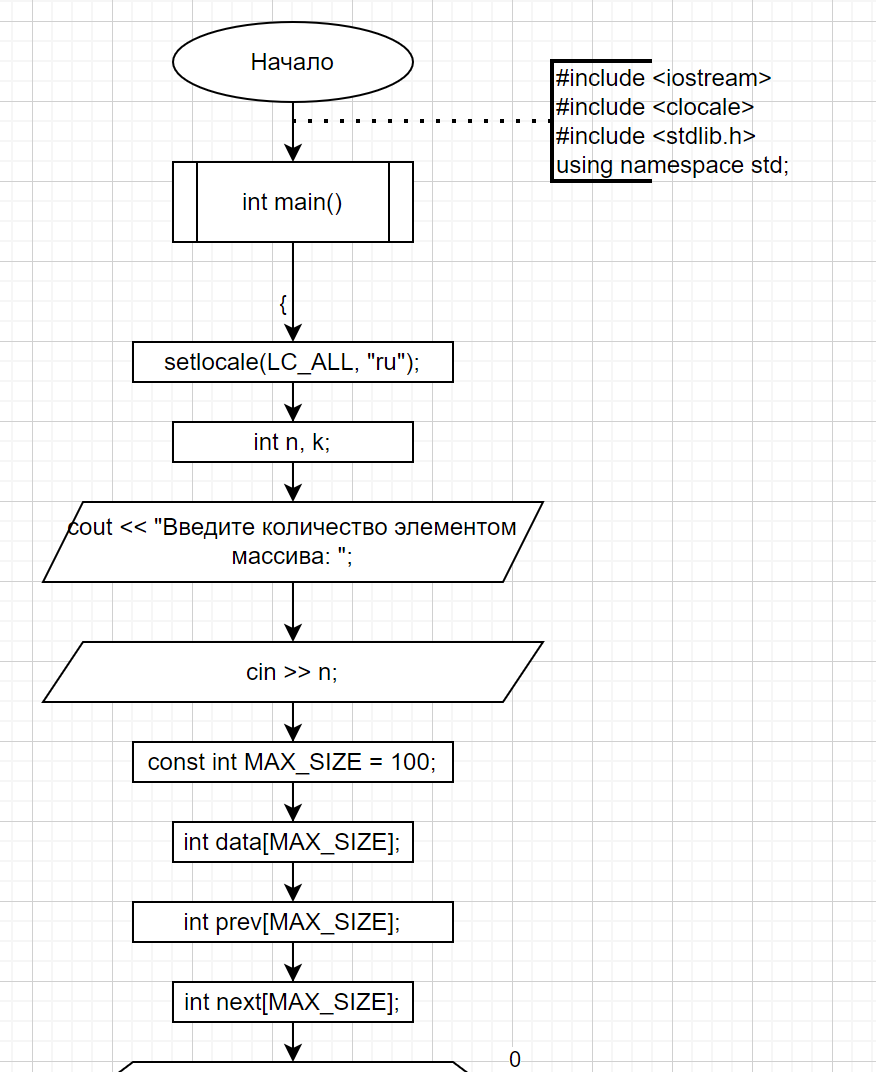 Начало
#include <iostream>
#include <clocale>
#include <stdlib.h>
using namespace std;
int main()
{
setlocale(LC_ALL, "ru");
int n, k;
cout << "Введите количество элементом
массива: ";
cin >> n;
const int MAX_SIZE = 100;
int data[MAX_SIZE];
int prev[MAX_SIZE];
int next[MAX_SIZE];
0